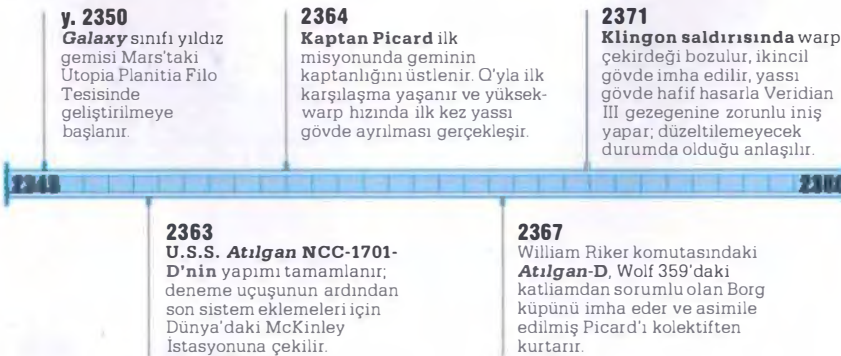 y. 2350
Galaxy sınıfı yıldız
gemisi Mars'taki
Utopia Planitia Filo
Tesisinde
geliştirilmeye
başlanır.
2364
Kaptan Picard ilk
misyonunda geminin
kaptanlığını üstlenir. Q'yla ilk
karşılaşma yaşanır ve yüksek-
warp hızında ilk kez yassı
gövde ayrılması gerçekleşir.
2371
Klingon saldırısında warp
çekirdeği bozulur, ikincil
gövde imha edilir, yassı
gövde hafif hasarla Veridian
III gezegenine zorunlu iniş
yapar; düzeltilemeyecek
durumda olduğu anlaşılır.
2363
U.S.S. Atılgan NCC-1701-
D'nin yapımı tamamlanır;
deneme uçuşunun ardından
son sistem eklemeleri için
Dünya'daki McKinley
İstasyonuna çekilir.
2367
William Riker komutasındaki
Atılgan-D, Wolf 359'daki
katliamdan sorumlu olan Borg
küpünü imha eder ve asimile
edilmiş Picard'ı kolektiften
kurtarır.